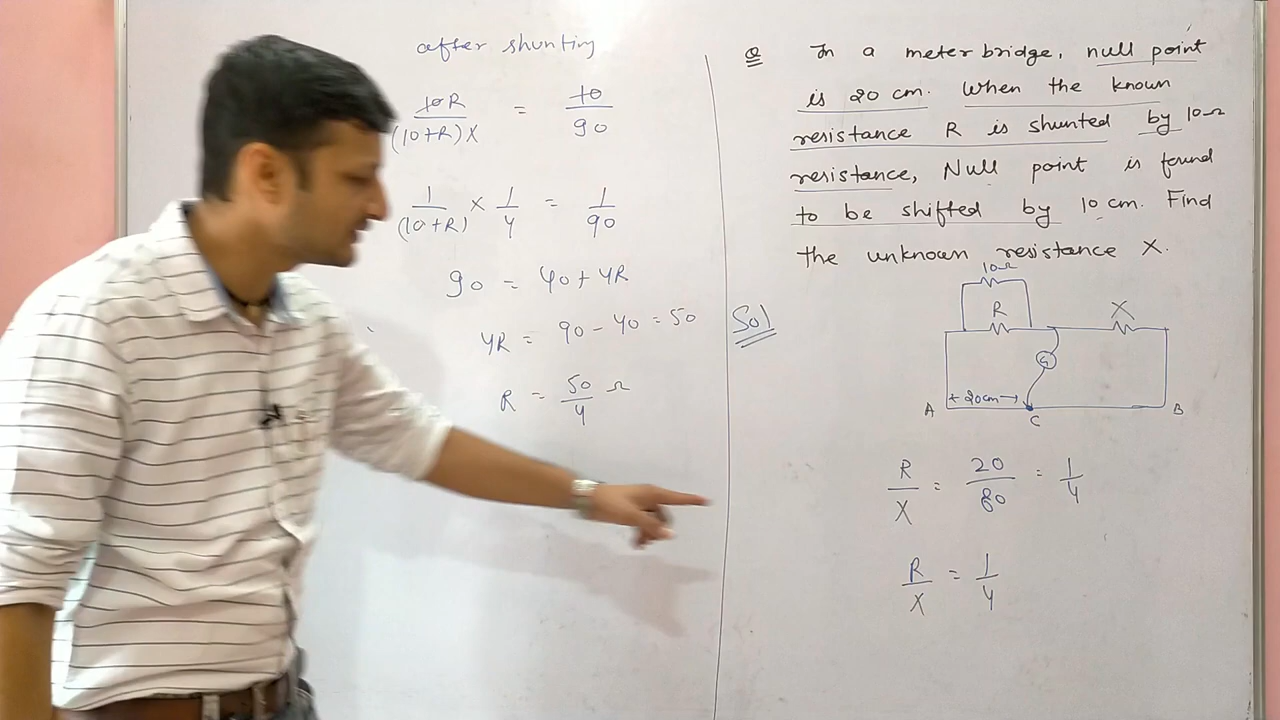 after shunting
10R/(10+R)X = 10/90
1/(10+R) × 1/4 = 1/90
90 = 40 + 4R
4R = 90 - 40 = 50
R = 50/4 Ω
Q In a meter bridge, null point
is 20 cm. When the known
resistance R is shunted by 10Ω
resistance, Null point is found
to be shifted by 10 cm. Find
the unknown resistance X.
Sol
10Ω
R
X
G
20cm
A
C
B
R/X = 20/80 = 1/4
R/X = 1/4